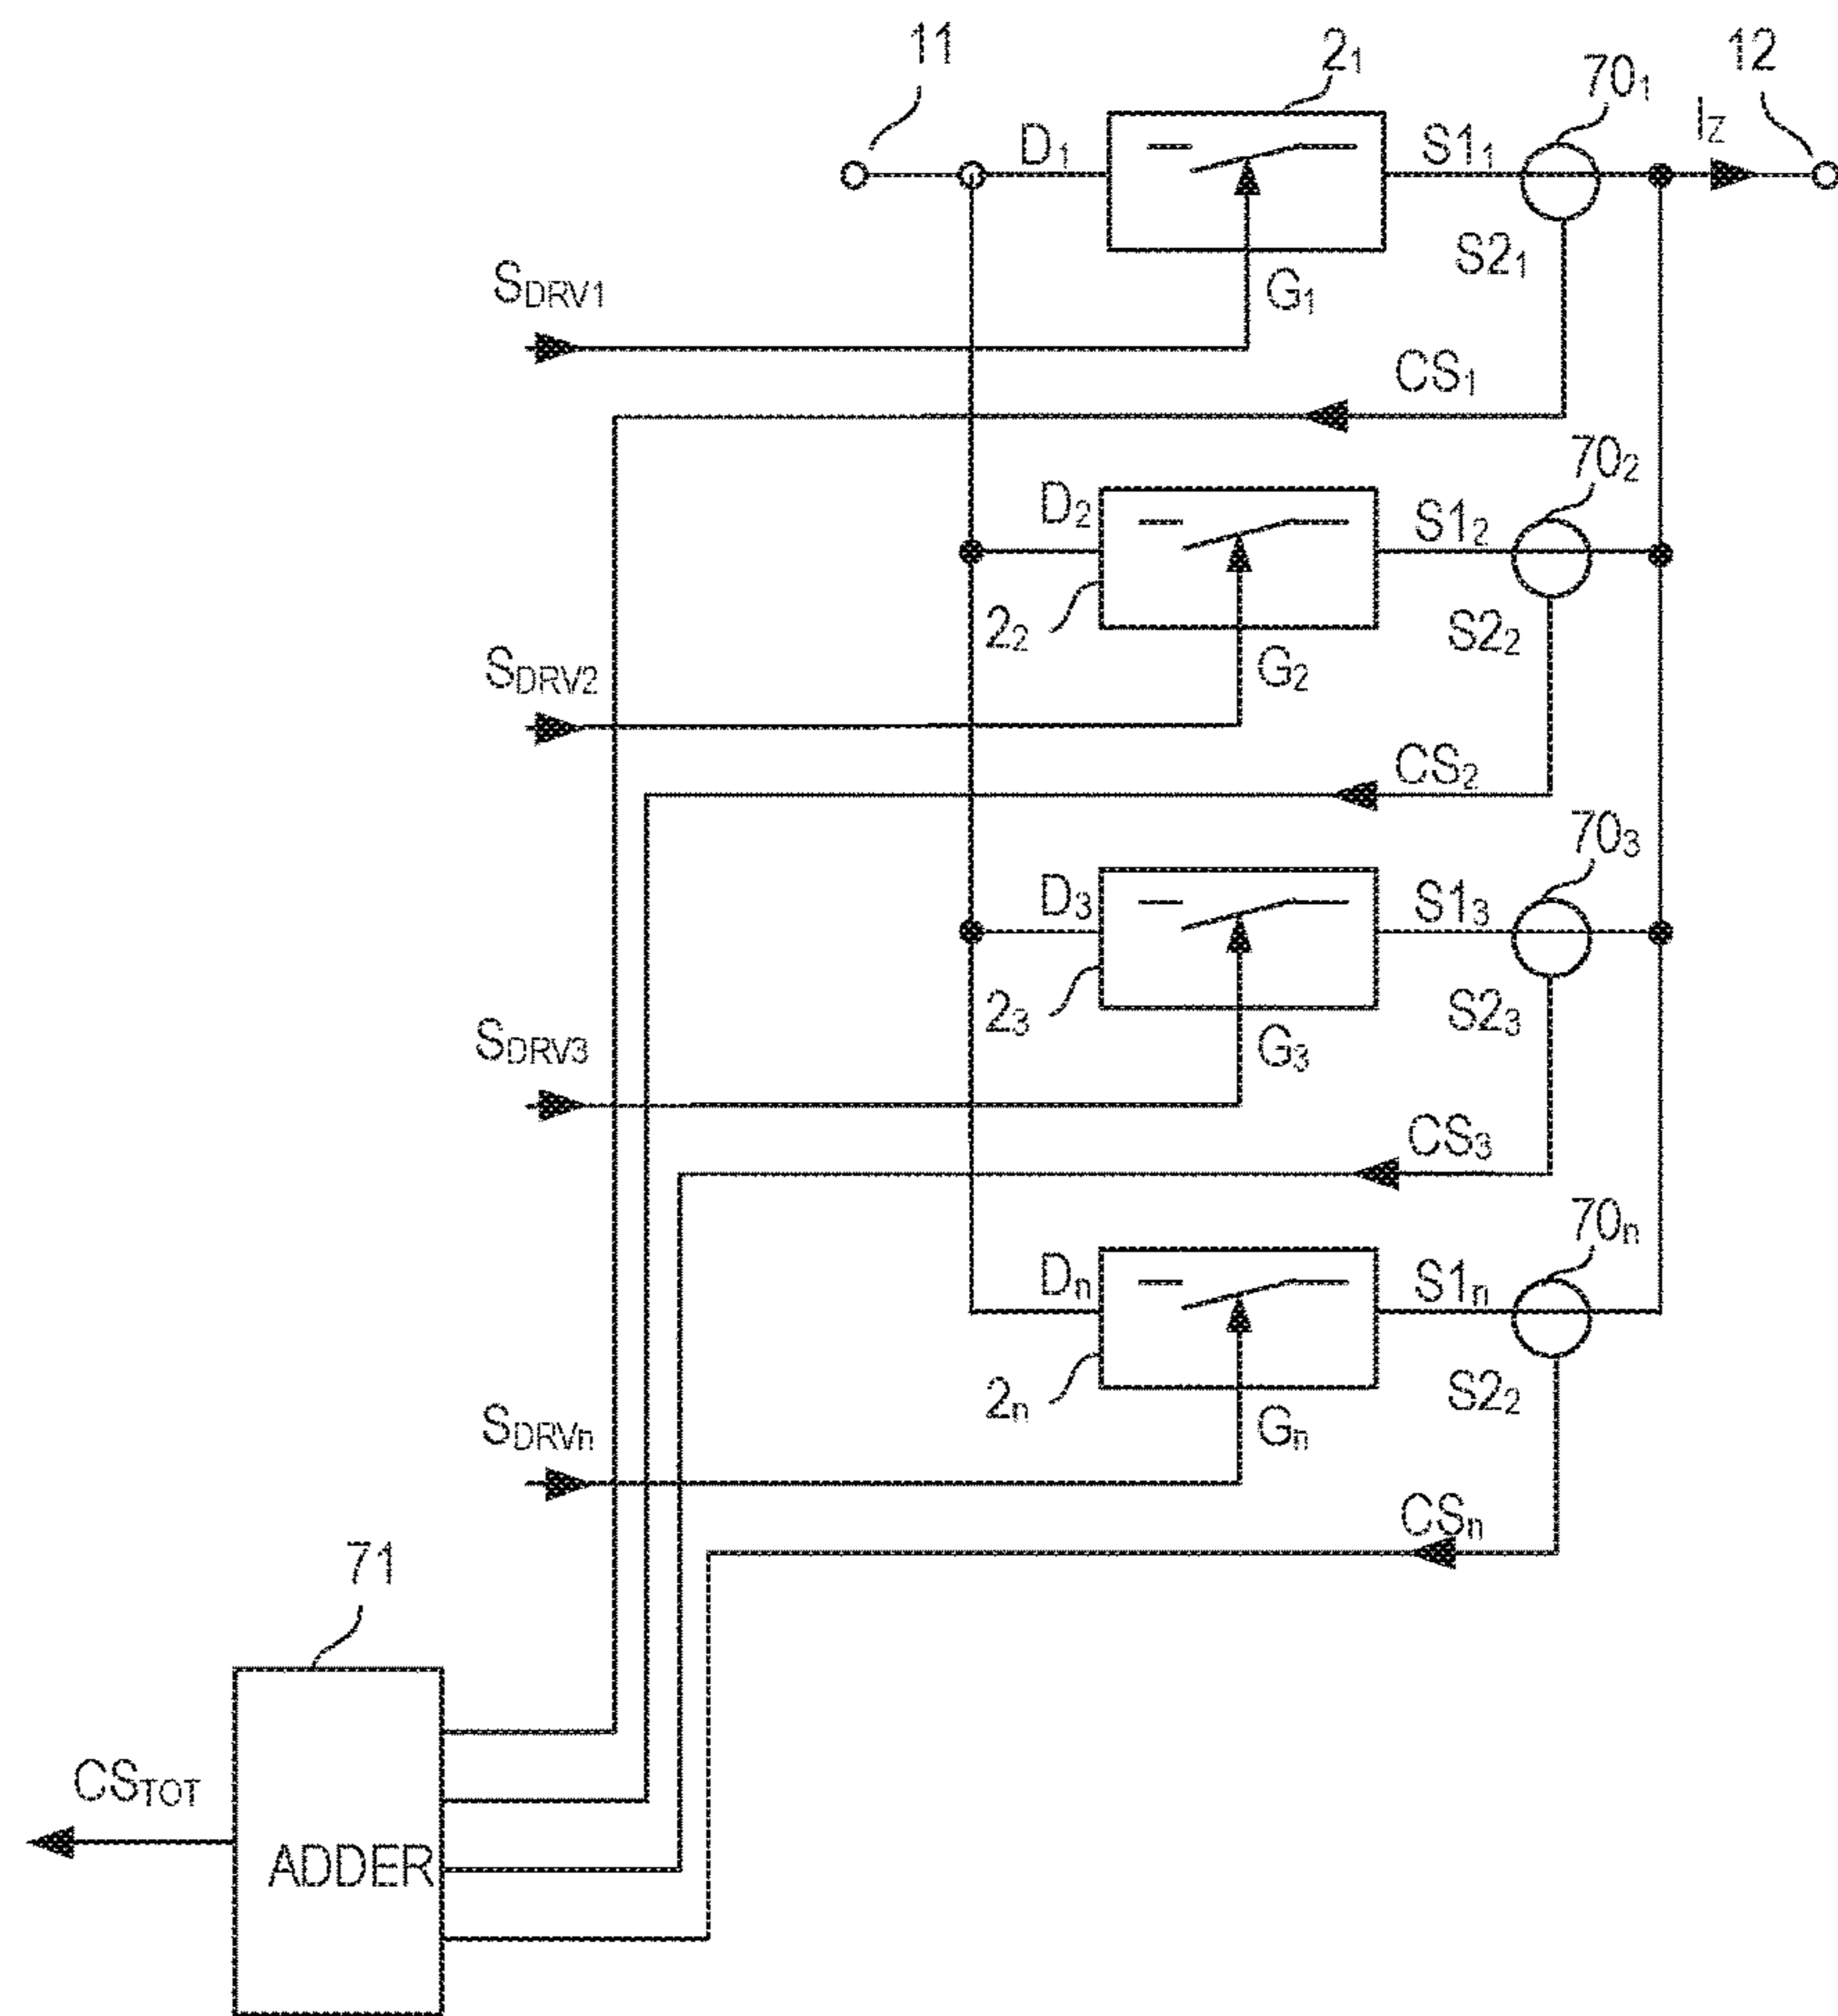 11
2₁
70₁
12
D₁
S1₁
I_Z
S2₁
S_DRV1
G₁
CS₁
70₂
D₂
S1₂
2₂
S2₂
S_DRV2
G₂
CS₂
70₃
D₃
S1₃
2₃
S2₃
S_DRV3
G₃
CS₃
70ₙ
Dₙ
S1ₙ
2ₙ
S2₂
S_DRVn
Gₙ
CSₙ
71
CS_TOT
ADDER